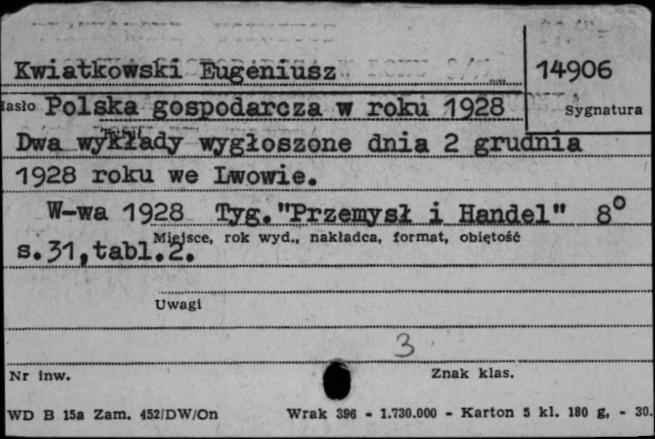 Kwiatkowski Eugeniusz 14906
Hasło Polska gospodarcza w roku 1928 Sygnatura
Dwa wykłady wygłoszone dnia 2 grudnia
1928 roku we Lwowie.
W-wa 1928 Tyg."Przemysł i Handel" 8°
Miejsce, rok wyd., nakładca, format, objętość
s.31,tabl.2.
Uwagi
3
Nr inw. Znak klas.
WD B 15a Zam. 452/DW/On Wrak 396 - 1.730.000 - Karton 5 kl. 180 g. - 30.